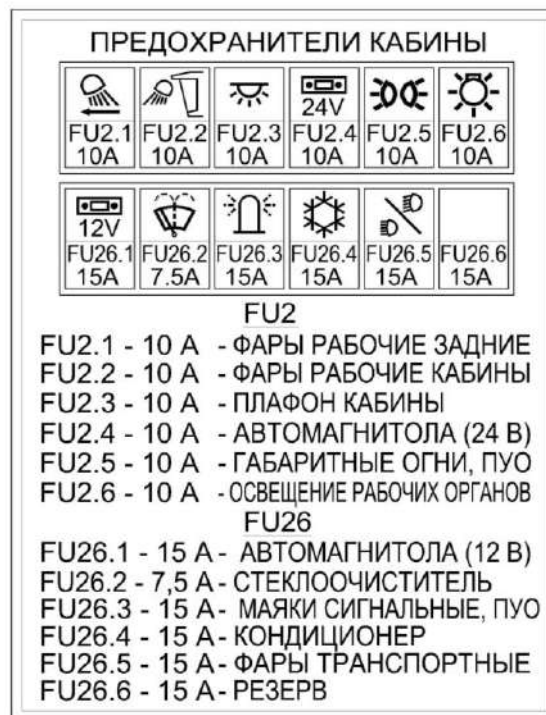 ПРЕДОХРАНИТЕЛИ КАБИНЫ
24V
FU2.1 FU2.2 FU2.3 FU2.4 FU2.5 FU2.6
10A 10A 10A 10A 10A 10A
12V
FU26.1 FU26.2 FU26.3 FU26.4 FU26.5 FU26.6
15A 7.5A 15A 15A 15A 15A
FU2
FU2.1 - 10 А - ФАРЫ РАБОЧИЕ ЗАДНИЕ
FU2.2 - 10 А - ФАРЫ РАБОЧИЕ КАБИНЫ
FU2.3 - 10 А - ПЛАФОН КАБИНЫ
FU2.4 - 10 А - АВТОМАГНИТОЛА (24 В)
FU2.5 - 10 А - ГАБАРИТНЫЕ ОГНИ, ПУО
FU2.6 - 10 А - ОСВЕЩЕНИЕ РАБОЧИХ ОРГАНОВ
FU26
FU26.1 - 15 А - АВТОМАГНИТОЛА (12 В)
FU26.2 - 7,5 А - СТЕКЛООЧИСТИТЕЛЬ
FU26.3 - 15 А - МАЯКИ СИГНАЛЬНЫЕ, ПУО
FU26.4 - 15 А - КОНДИЦИОНЕР
FU26.5 - 15 А - ФАРЫ ТРАНСПОРТНЫЕ
FU26.6 - 15 А - РЕЗЕРВ